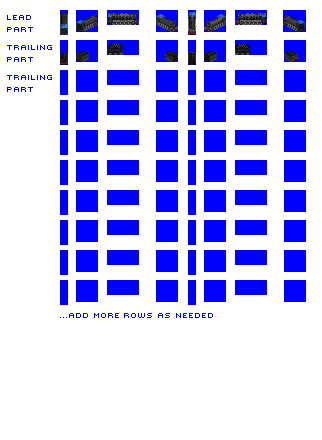 LEAD
PART
TRAILING
PART
TRAILING
PART
...ADD MORE ROWS AS NEEDED